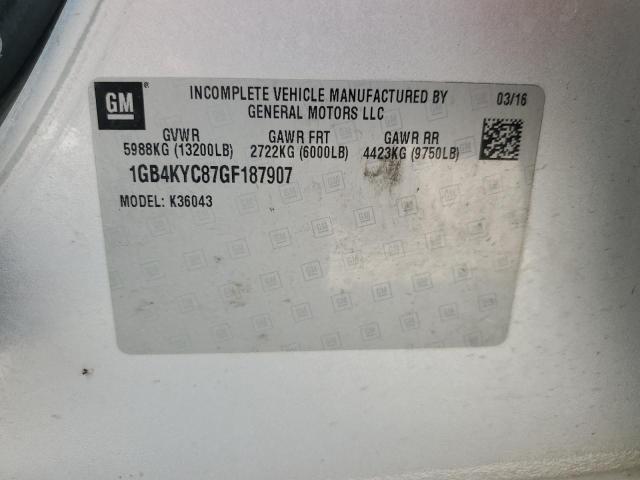 GM ®
INCOMPLETE VEHICLE MANUFACTURED BY
GENERAL MOTORS LLC
03/16
GVWR GAWR FRT GAWR RR
5988KG (13200LB) 2722KG (6000LB) 4423KG (9750LB)
1GB4KYC87GF187907
MODEL: K36043